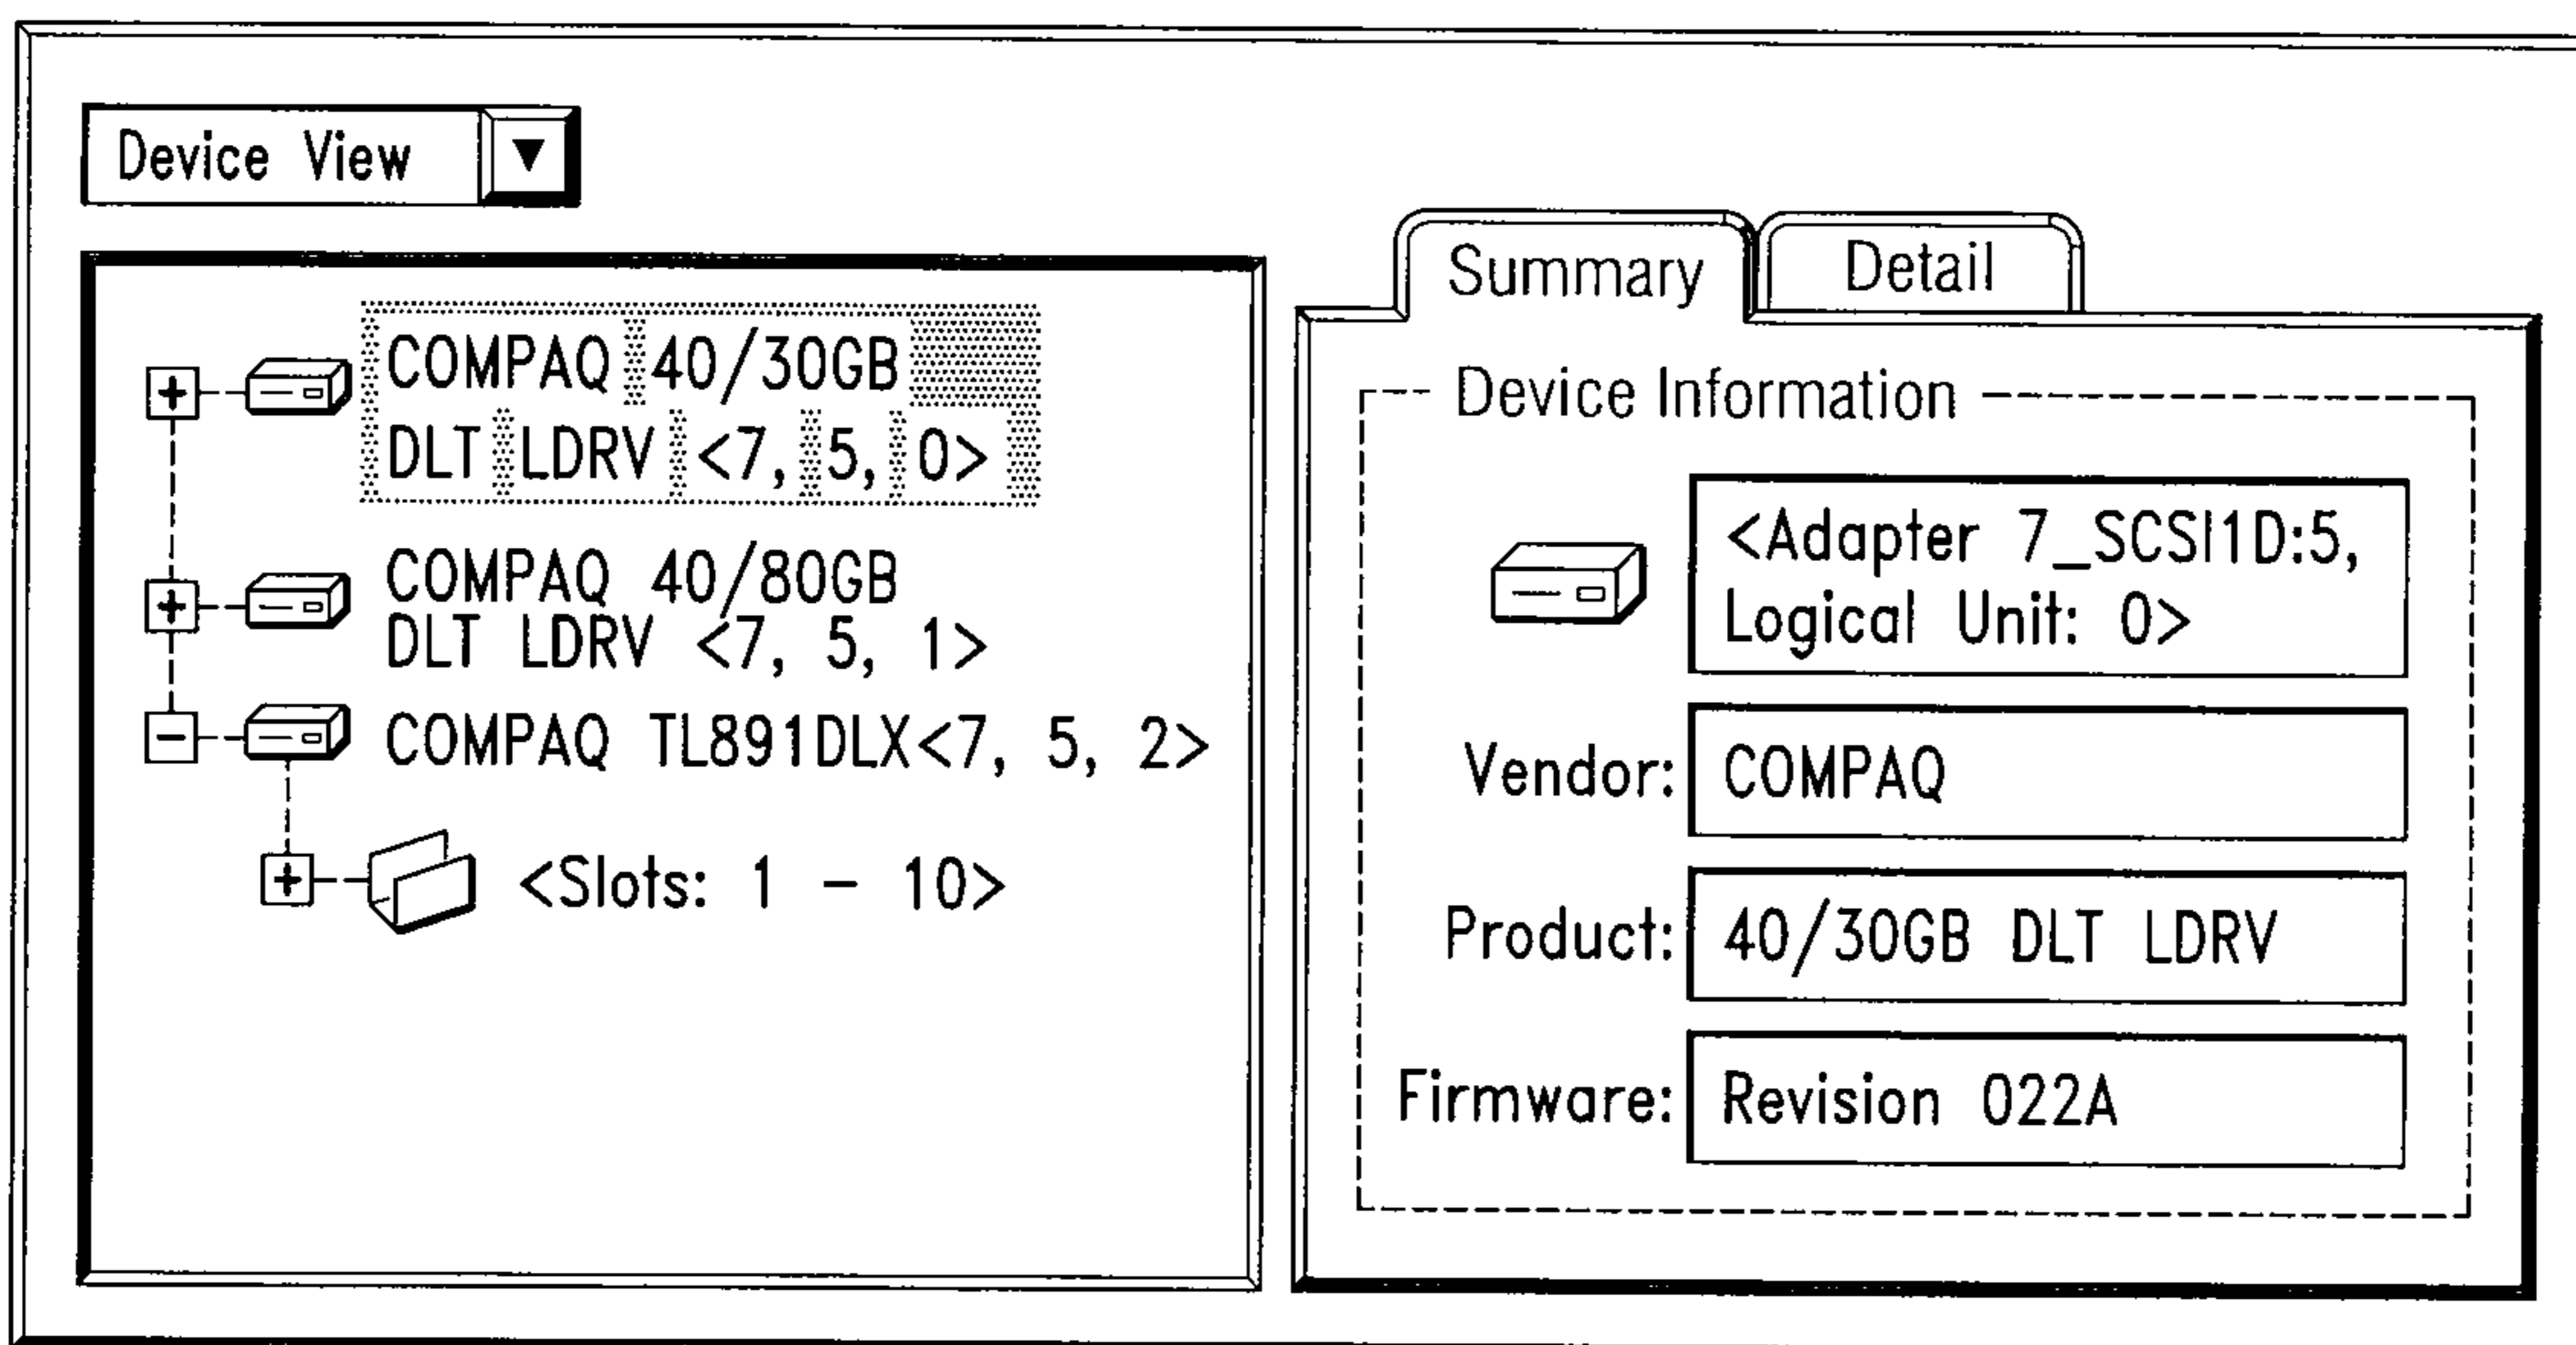 Device View
COMPAQ 40/30GB
DLT LDRV <7, 5, 0>
COMPAQ 40/80GB
DLT LDRV <7, 5, 1>
COMPAQ TL891DLX<7, 5, 2>
<Slots: 1 - 10>
Summary
Detail
Device Information
<Adapter 7_SCSI1D:5,
Logical Unit: 0>
Vendor: COMPAQ
Product: 40/30GB DLT LDRV
Firmware: Revision 022A